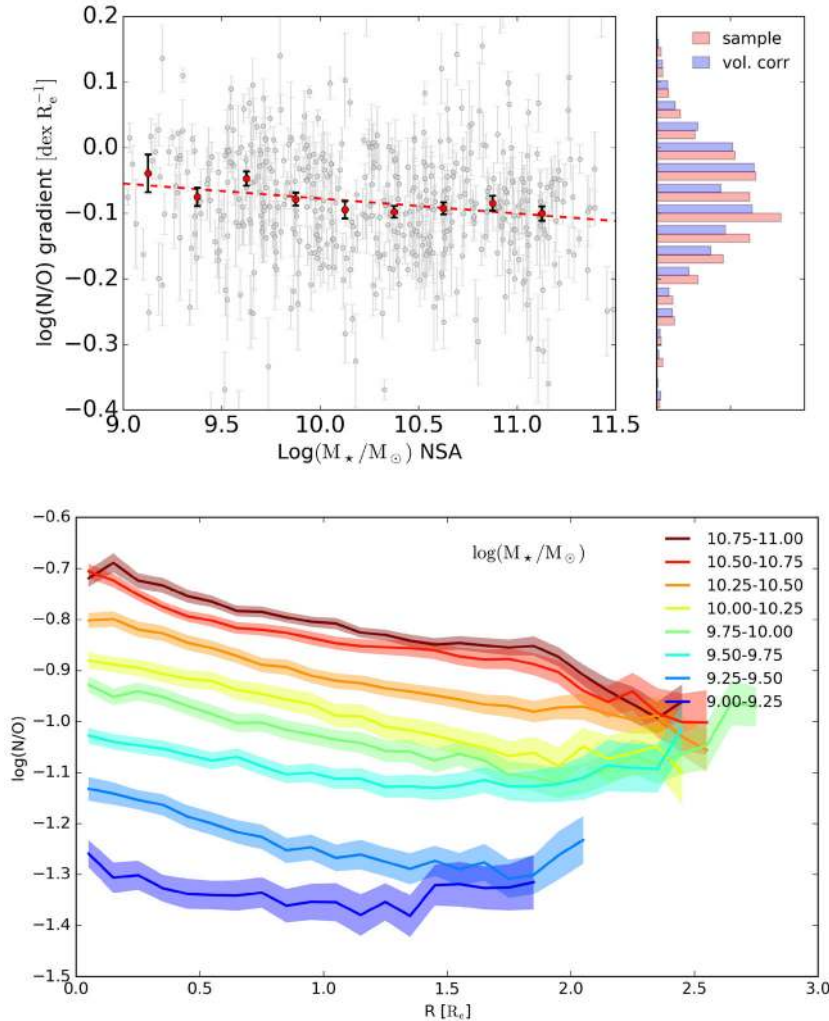 0.2
0.1
0.0
−0.1
−0.2
−0.3
−0.4
log(N/O) gradient [dex R_e^{-1}]
9.0 9.5 10.0 10.5 11.0 11.5
Log(M⋆/M⊙) NSA
sample
vol. corr
−0.6
−0.7
−0.8
−0.9
−1.0
−1.1
−1.2
−1.3
−1.4
−1.5
log(N/O)
log(M⋆/M⊙)
10.75-11.00
10.50-10.75
10.25-10.50
10.00-10.25
9.75-10.00
9.50-9.75
9.25-9.50
9.00-9.25
0.0 0.5 1.0 1.5 2.0 2.5 3.0
R [R_e]